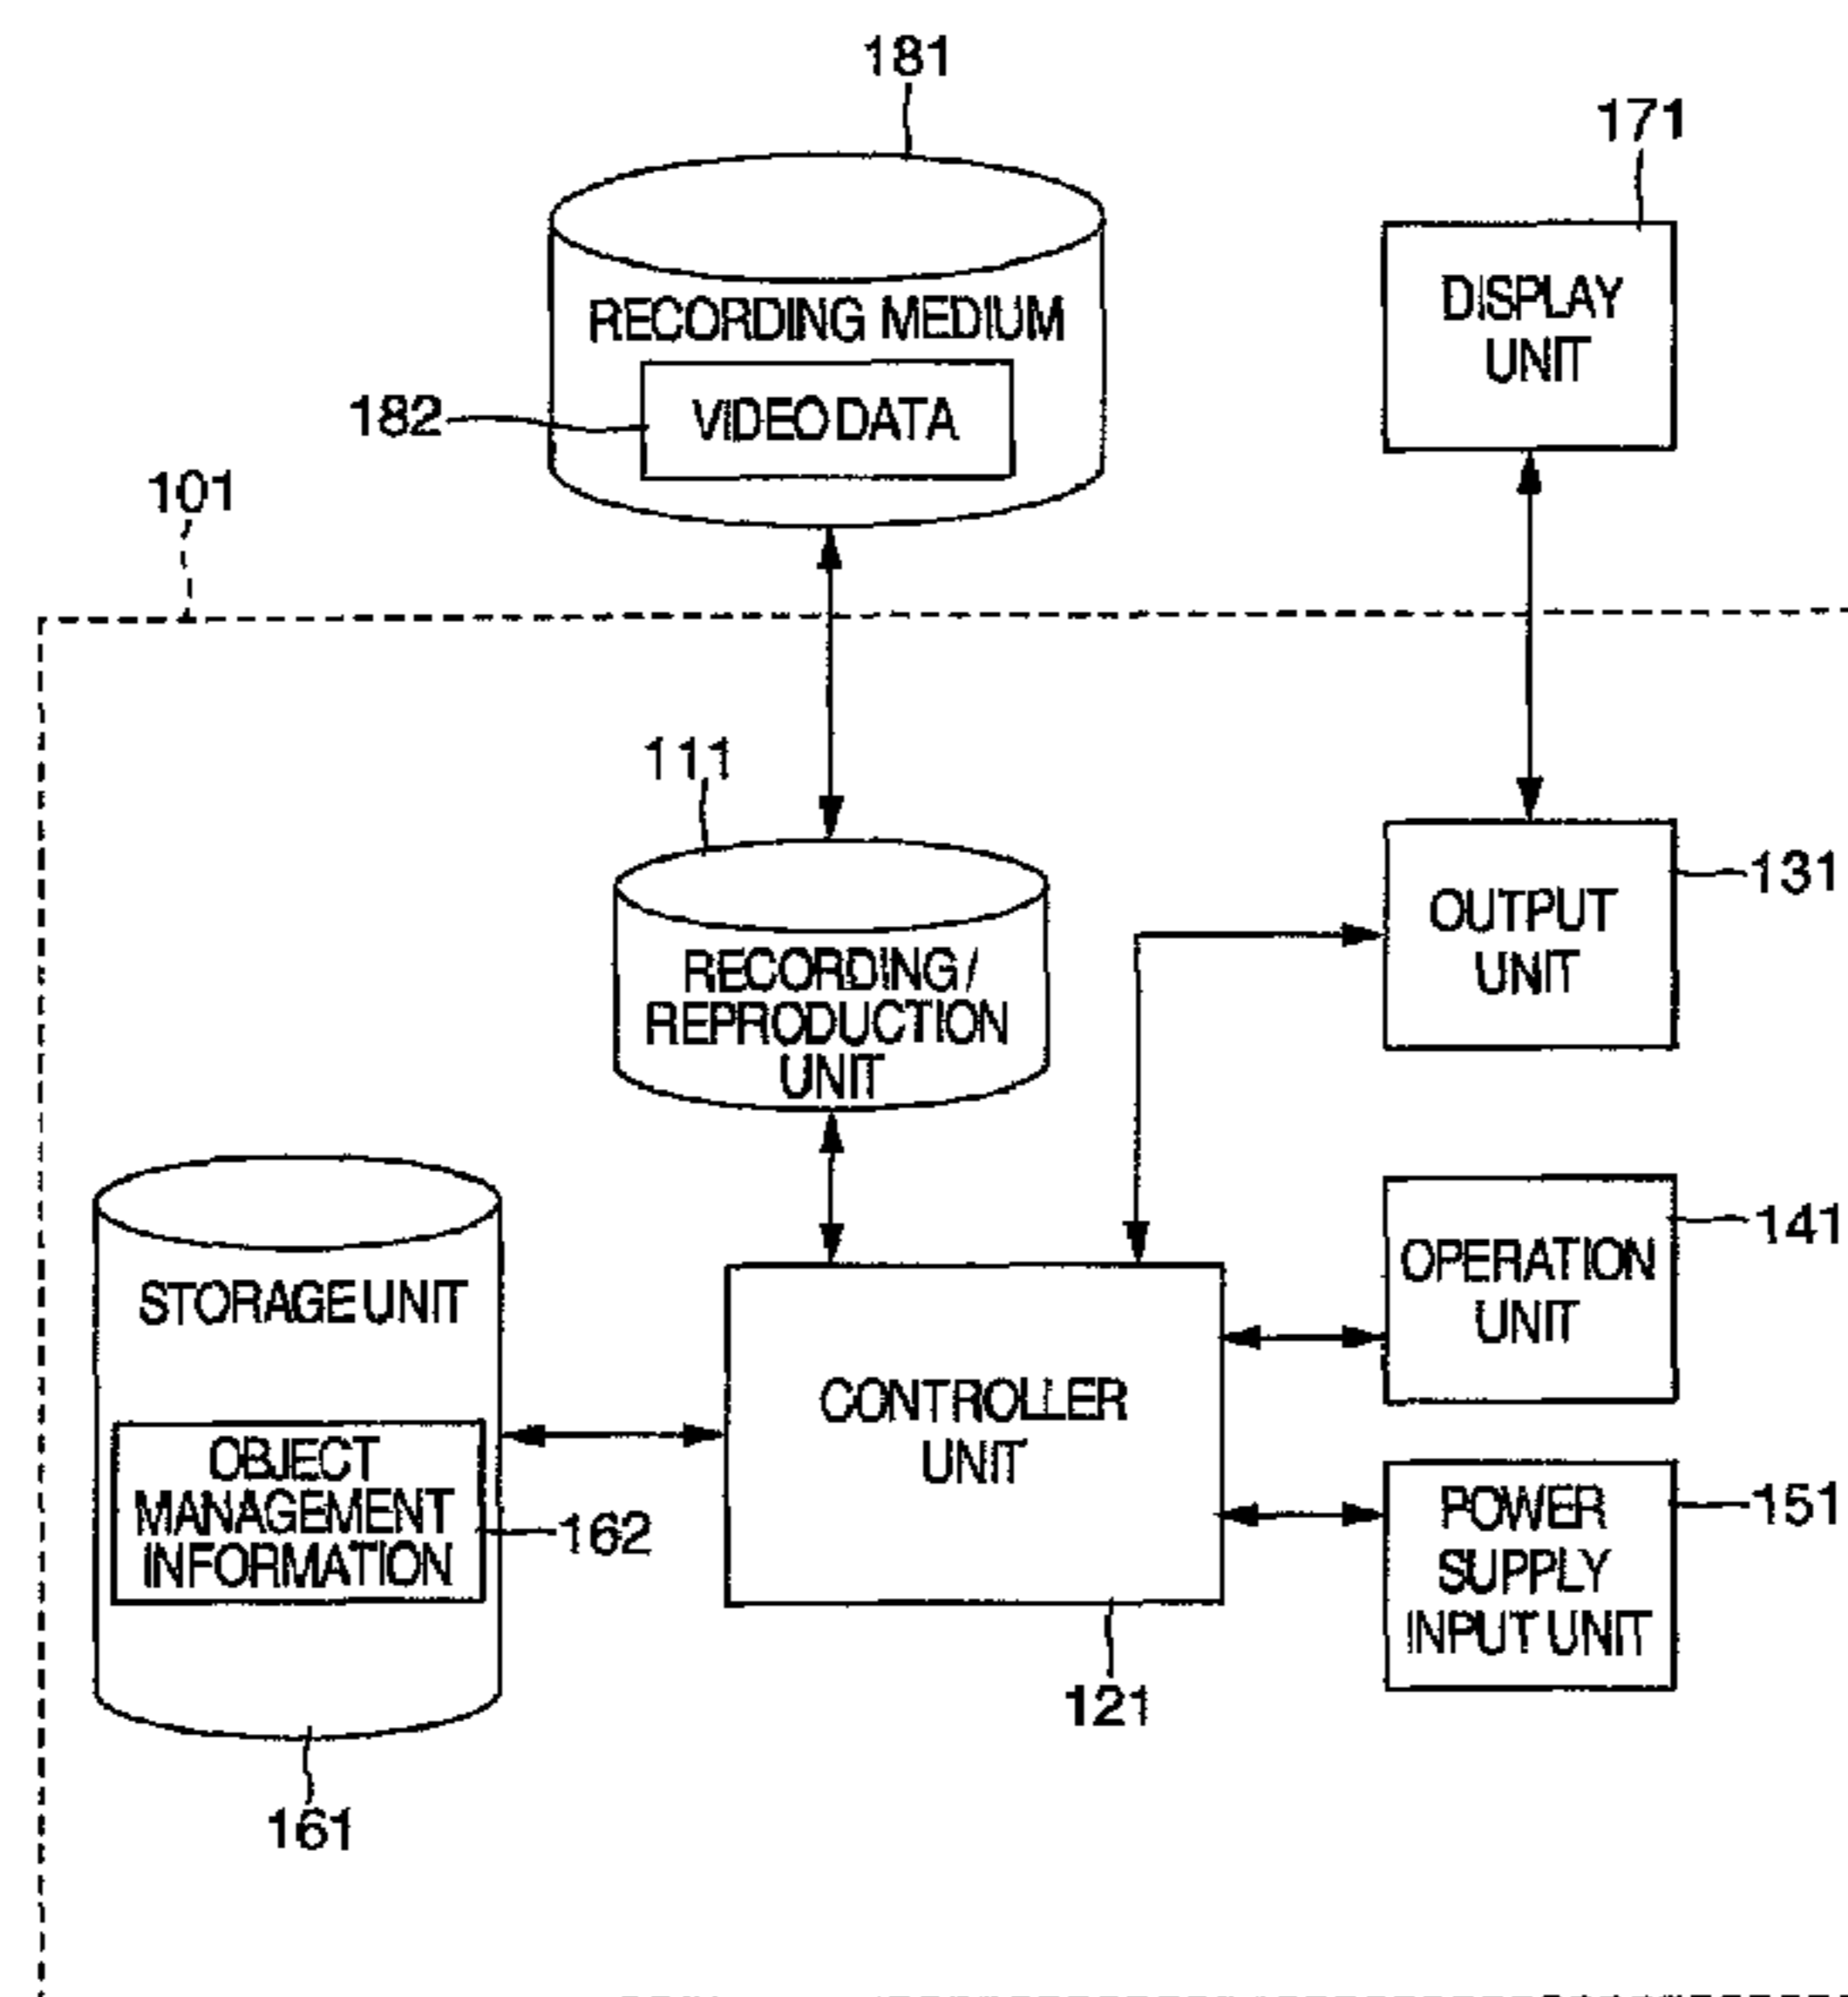 181
171
RECORDING MEDIUM
DISPLAY
UNIT
182
VIDEO DATA
101
111
131
OUTPUT
UNIT
RECORDING/
REPRODUCTION
UNIT
141
OPERATION
UNIT
STORAGE UNIT
CONTROLLER
UNIT
OBJECT
MANAGEMENT
INFORMATION
162
151
POWER
SUPPLY
INPUT UNIT
121
161